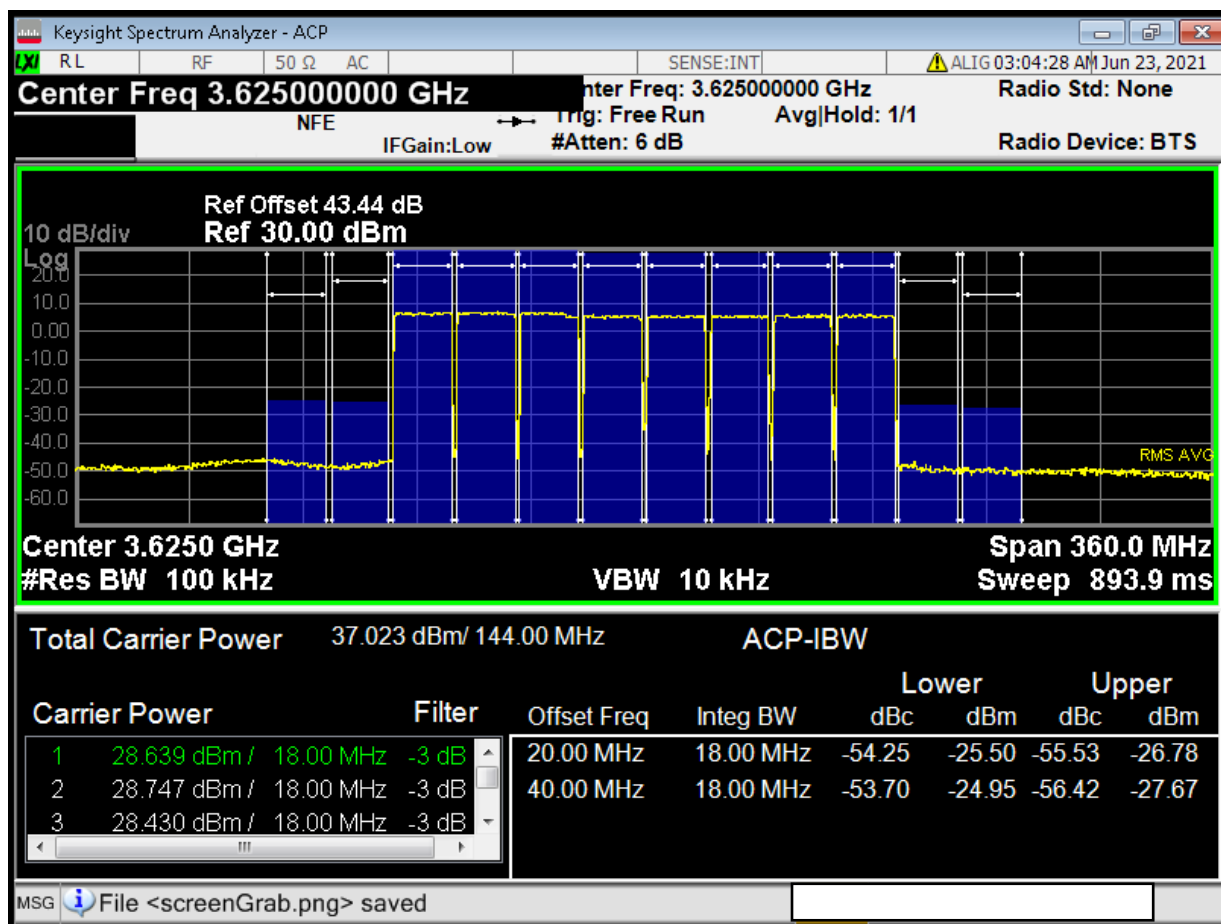 Keysight Spectrum Analyzer - ACP
LXI RL RF 50 Ω AC SENSE:INT ALIG 03:04:28 AM Jun 23, 2021
Center Freq 3.625000000 GHz nter Freq: 3.625000000 GHz Radio Std: None
NFE Trig: Free Run Avg|Hold: 1/1
IFGain:Low #Atten: 6 dB Radio Device: BTS
Ref Offset 43.44 dB
10 dB/div Ref 30.00 dBm
Log
20.0
10.0
0.00
-10.0
-20.0
-30.0
-40.0
RMS AVG
-50.0
-60.0
Center 3.6250 GHz Span 360.0 MHz
#Res BW 100 kHz VBW 10 kHz Sweep 893.9 ms
Total Carrier Power 37.023 dBm/ 144.00 MHz ACP-IBW
Lower Upper
Carrier Power Filter Offset Freq Integ BW dBc dBm dBc dBm
1 28.639 dBm / 18.00 MHz -3 dB 20.00 MHz 18.00 MHz -54.25 -25.50 -55.53 -26.78
2 28.747 dBm / 18.00 MHz -3 dB 40.00 MHz 18.00 MHz -53.70 -24.95 -56.42 -27.67
3 28.430 dBm / 18.00 MHz -3 dB
MSG File <screenGrab.png> saved